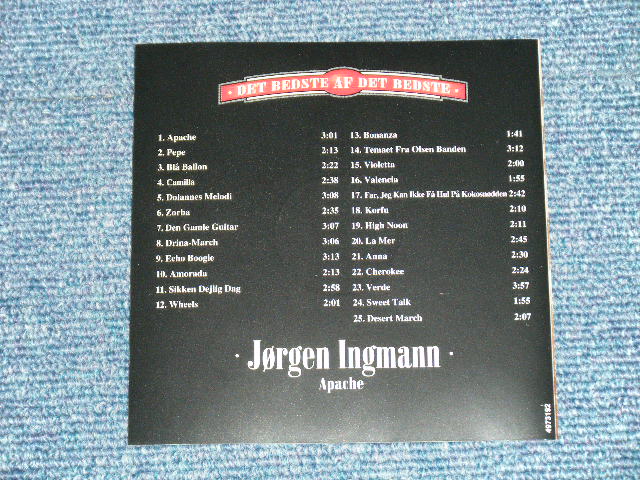 · DET BEDSTE AF DET BEDSTE ·
1. Apache 3:01
2. Pepe 2:13
3. Blå Ballon 2:22
4. Camilla 2:38
5. Dolannes Melodi 3:08
6. Zorba 2:35
7. Den Gamle Guitar 3:07
8. Drina-March 3:06
9. Echo Boogie 3:13
10. Amorada 2:13
11. Sikken Dejlig Dag 2:58
12. Wheels 2:01
13. Bonanza 1:41
14. Temaet Fra Olsen Banden 3:12
15. Violetta 2:00
16. Valencia 1:55
17. Far, Jeg Kan Ikke Få Hul På Kokosnødden 2:42
18. Korfu 2:10
19. High Noon 2:11
20. La Mer 2:45
21. Anna 2:30
22. Cherokee 2:24
23. Verde 3:57
24. Sweet Talk 1:55
25. Desert March 2:07
· Jørgen Ingmann ·
Apache
4973192